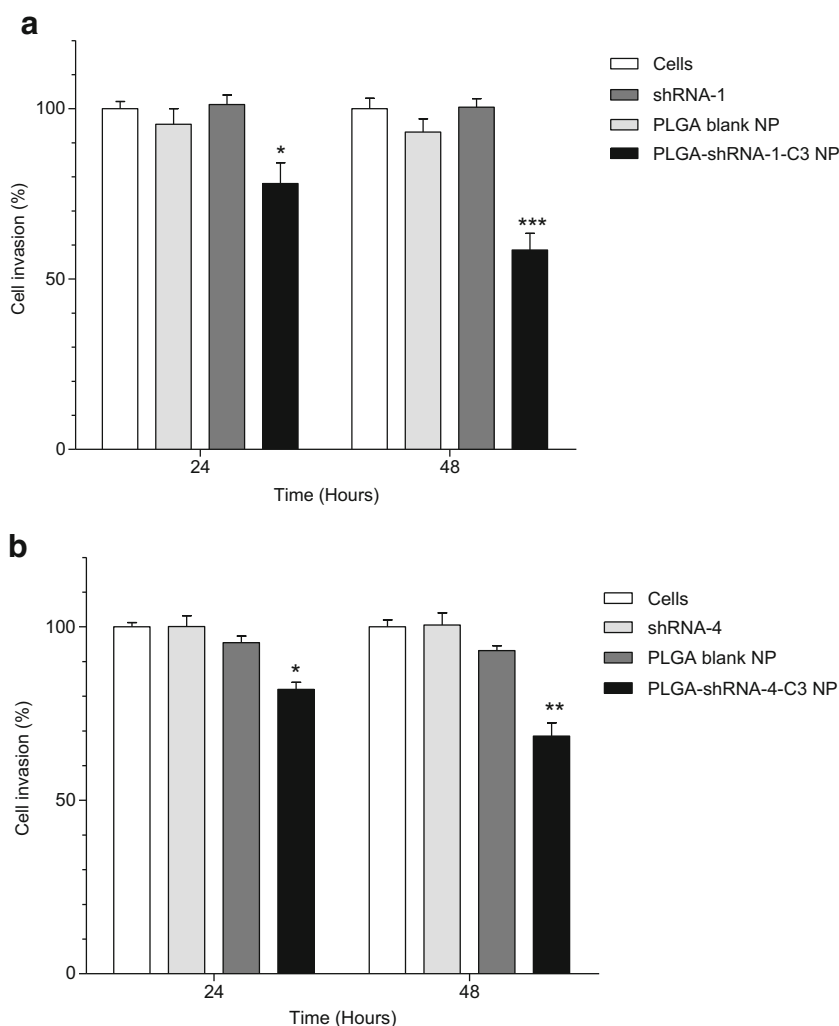 a
Cells
shRNA-1
PLGA blank NP
PLGA-shRNA-1-C3 NP
Cell invasion (%)
100
50
0
*
***
24
48
Time (Hours)
b
Cells
shRNA-4
PLGA blank NP
PLGA-shRNA-4-C3 NP
Cell invasion (%)
100
50
0
*
**
24
48
Time (Hours)